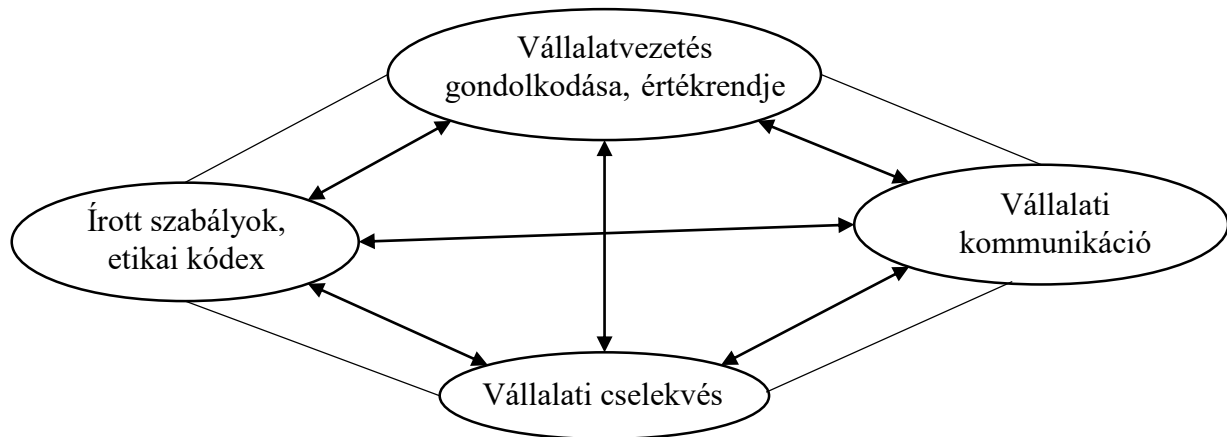 Vállalatvezetés
gondolkodása, értékrendje
Írott szabályok,
etikai kódex
Vállalati
kommunikáció
Vállalati cselekvés